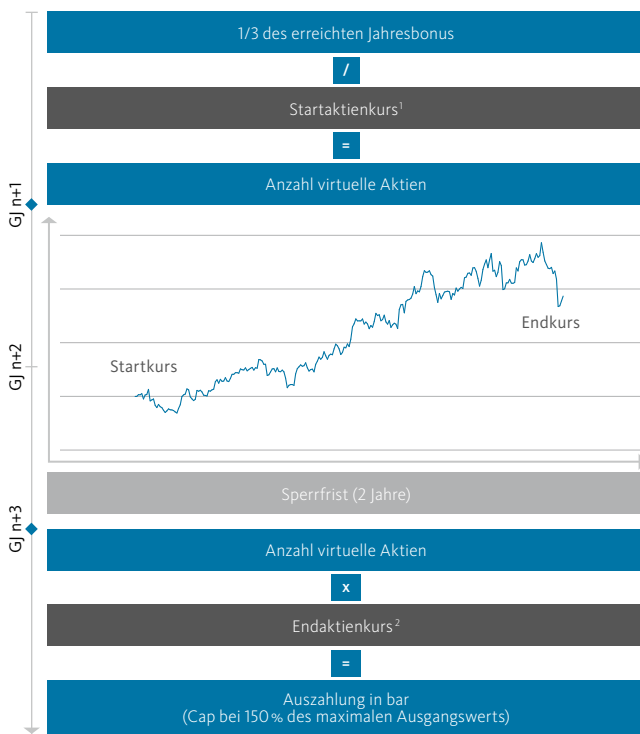 1/3 des erreichten Jahresbonus
/
Startaktienkurs¹
=
Anzahl virtuelle Aktien
GJ n+1
Endkurs
GJ n+2
Startkurs
Sperrfrist (2 Jahre)
GJ n+3
Anzahl virtuelle Aktien
x
Endaktienkurs²
=
Auszahlung in bar
(Cap bei 150 % des maximalen Ausgangswerts)